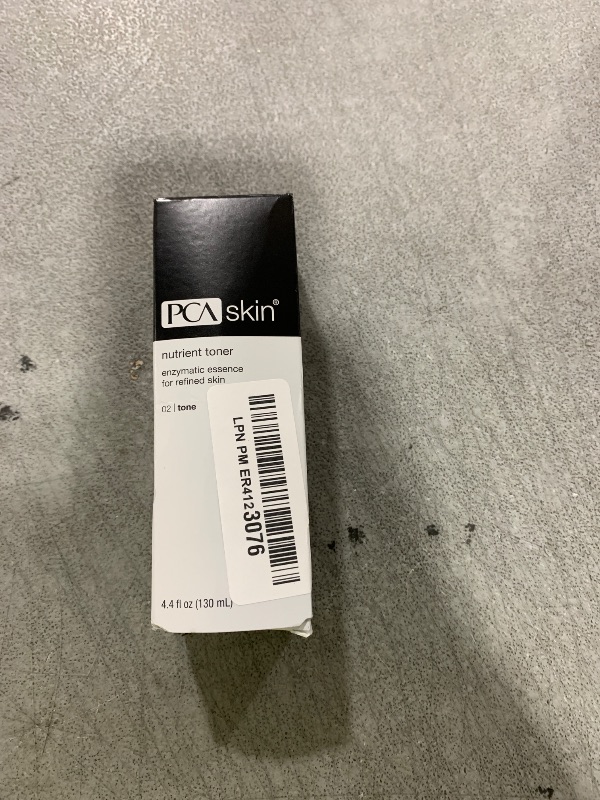 PCA skin®
nutrient toner
enzymatic essence
for refined skin
02 | tone
LPN PM ER4123076
4.4 fl oz (130 mL)